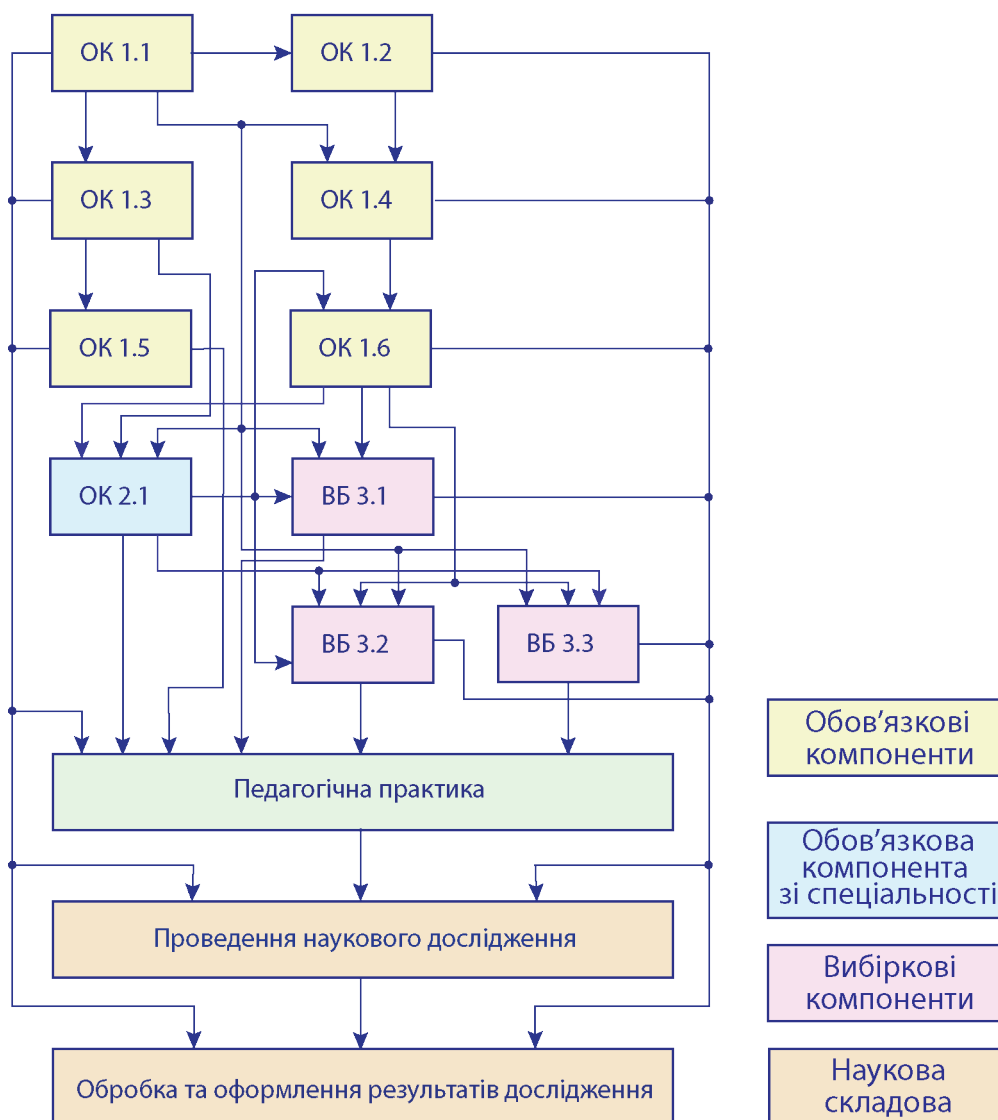 ОК 1.1
ОК 1.2
ОК 1.3
ОК 1.4
ОК 1.5
ОК 1.6
ОК 2.1
ВБ 3.1
ВБ 3.2
ВБ 3.3
Педагогічна практика
Проведення наукового дослідження
Обробка та оформлення результатів дослідження
Обов’язкові
компоненти
Обов’язкова
компонента
зі спеціальності
Вибіркові
компоненти
Наукова
складова